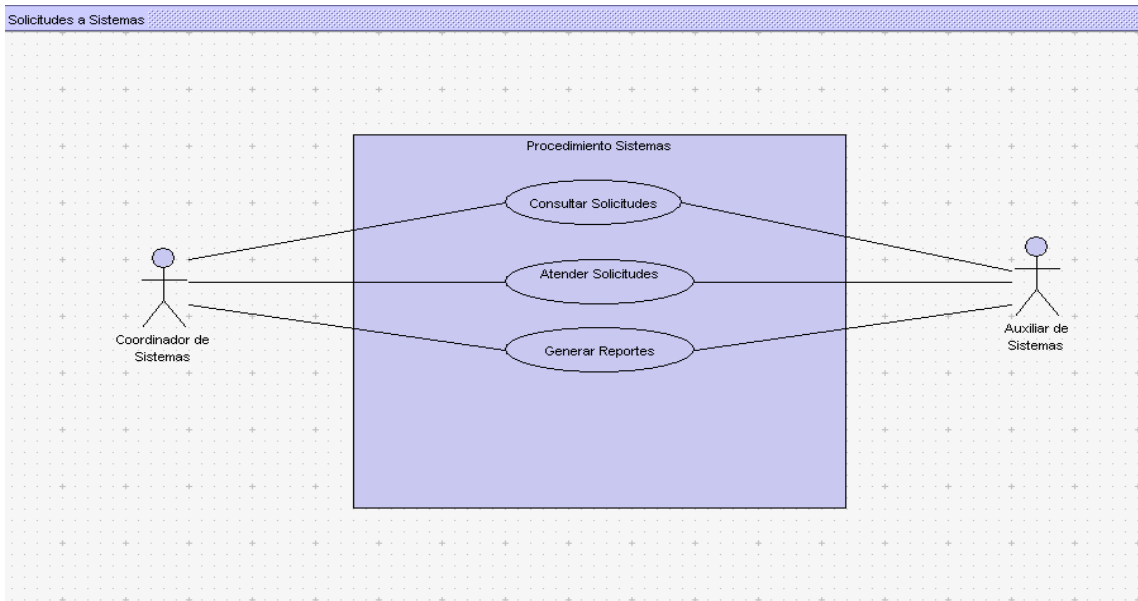 Solicitudes a Sistemas
Procedimiento Sistemas
Consultar Solicitudes
Atender Solicitudes
Generar Reportes
Coordinador de
Sistemas
Auxiliar de
Sistemas